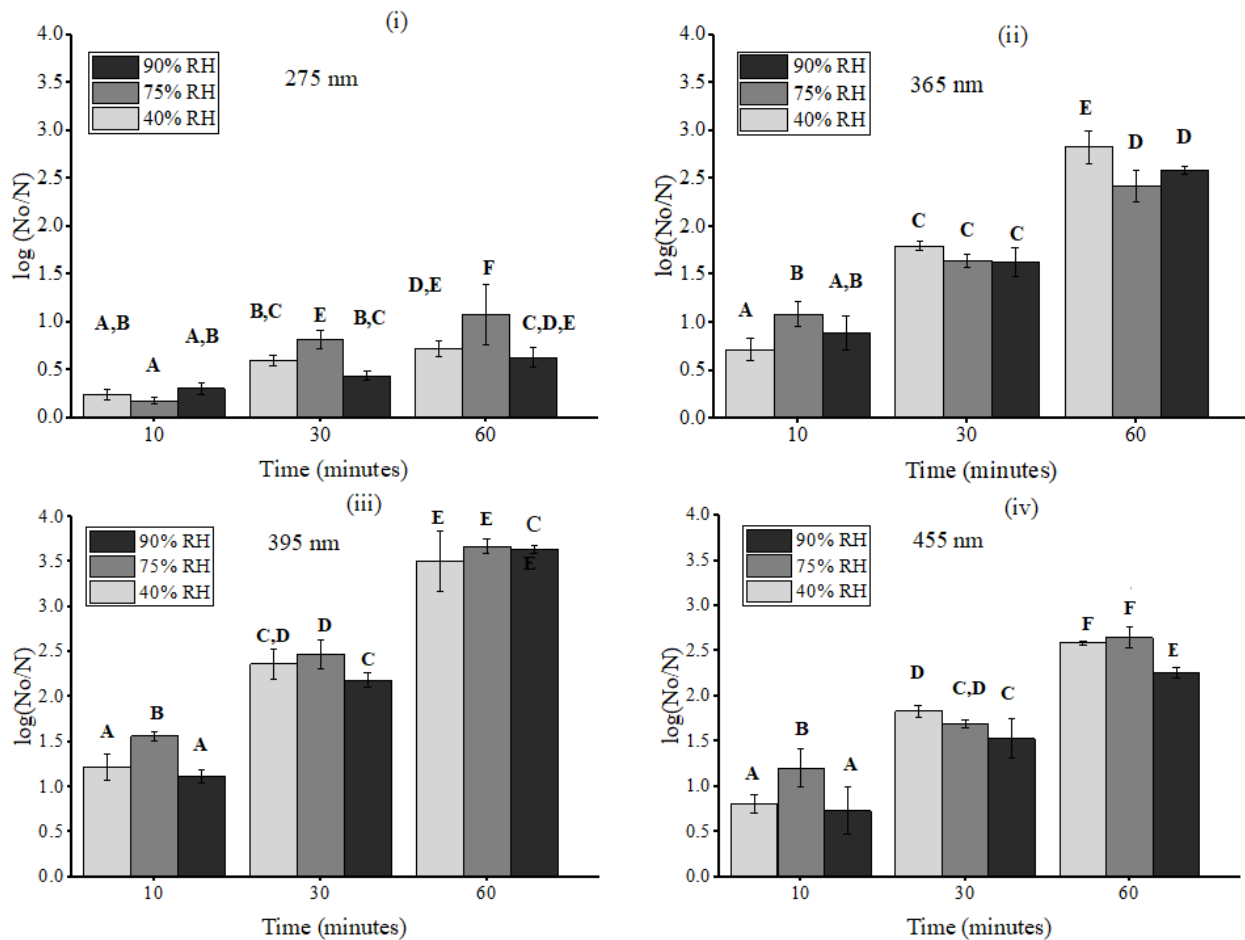 (i)
4.0
3.5
3.0
2.5
2.0
1.5
1.0
0.5
0.0
log (No/N)
90% RH
75% RH
40% RH
275 nm
A,B
A
A,B
B,C
E
B,C
D,E
F
C,D,E
10
30
60
Time (minutes)
(ii)
4.0
3.5
3.0
2.5
2.0
1.5
1.0
0.5
0.0
log(No/N)
90% RH
75% RH
40% RH
365 nm
A
B
A,B
C
C
C
E
D
D
10
30
60
Time (minutes)
(iii)
4.0
3.5
3.0
2.5
2.0
1.5
1.0
0.5
0.0
log(No/N)
90% RH
75% RH
40% RH
395 nm
A
B
A
C,D
D
C
E
E
C
E
10
30
60
Time (minutes)
(iv)
4.0
3.5
3.0
2.5
2.0
1.5
1.0
0.5
0.0
log(No/N)
90% RH
75% RH
40% RH
455 nm
A
B
A
D
C,D
C
F
F
E
10
30
60
Time (minutes)